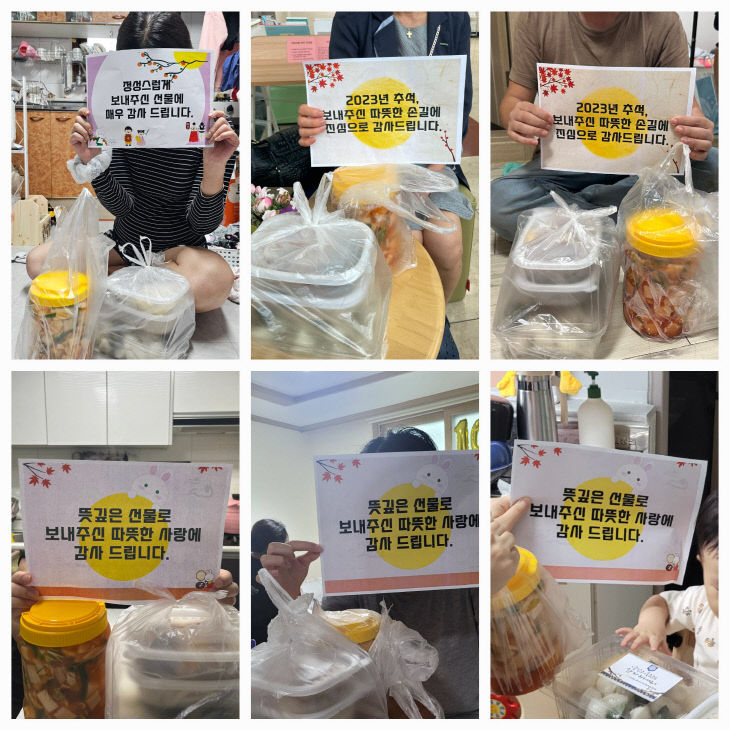 정성스럽게
보내주신 선물에
매우 감사 드립니다.
2023년 추석,
보내주신 따뜻한 손길에
진심으로 감사드립니다.
2023년 추석,
보내주신 따뜻한 손길에
진심으로 감사드립니다.
뜻깊은 선물로
보내주신 따뜻한 사랑에
감사 드립니다.
뜻깊은 선물로
보내주신 따뜻한 사랑에
감사 드립니다.
뜻깊은 선물로
보내주신 따뜻한 사랑에
감사 드립니다.